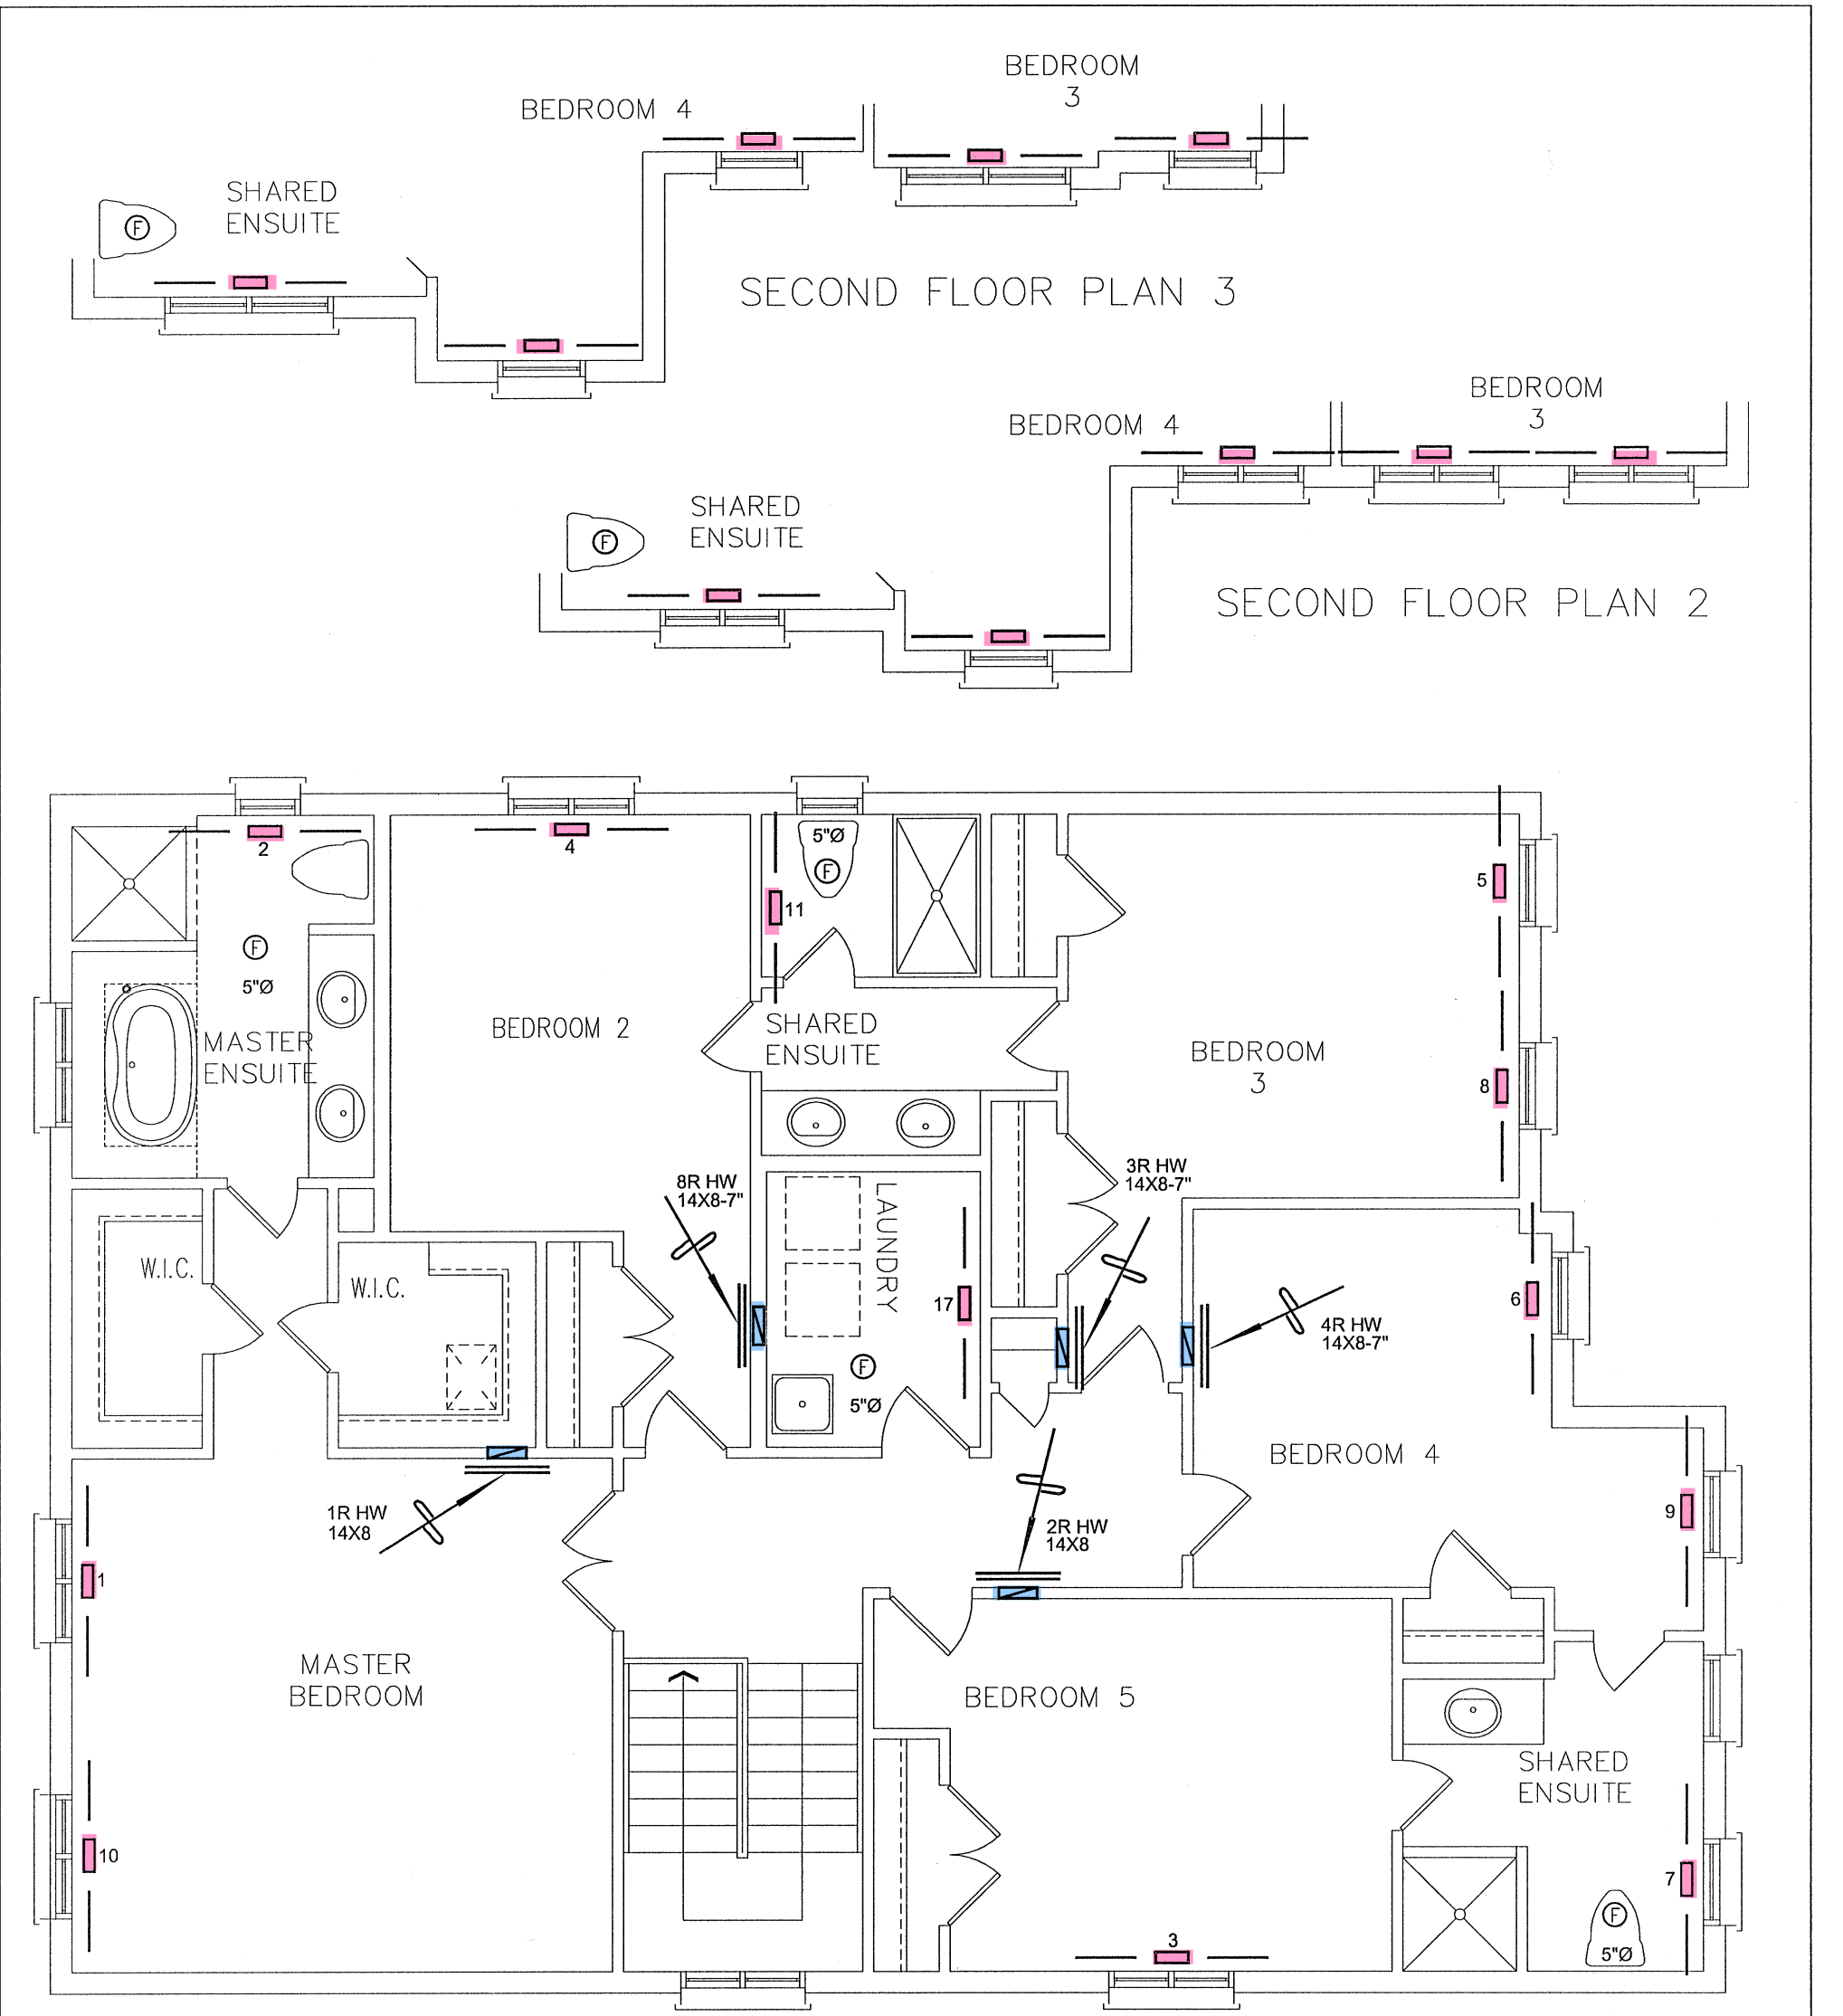 BEDROOM
3
BEDROOM 4
SHARED
ENSUITE
F
SECOND FLOOR PLAN 3
BEDROOM
3
BEDROOM 4
SHARED
ENSUITE
F
SECOND FLOOR PLAN 2
2
4
5"Ø
F
11
5
F
5"Ø
MASTER
ENSUITE
BEDROOM 2
SHARED
ENSUITE
BEDROOM
3
8
8R HW
14X8-7"
LAUNDRY
3R HW
14X8-7"
W.I.C.
W.I.C.
17
6
4R HW
14X8-7"
F
5"Ø
BEDROOM 4
1R HW
14X8
2R HW
14X8
9
1
MASTER
BEDROOM
BEDROOM 5
SHARED
ENSUITE
10
7
F
5"Ø
3